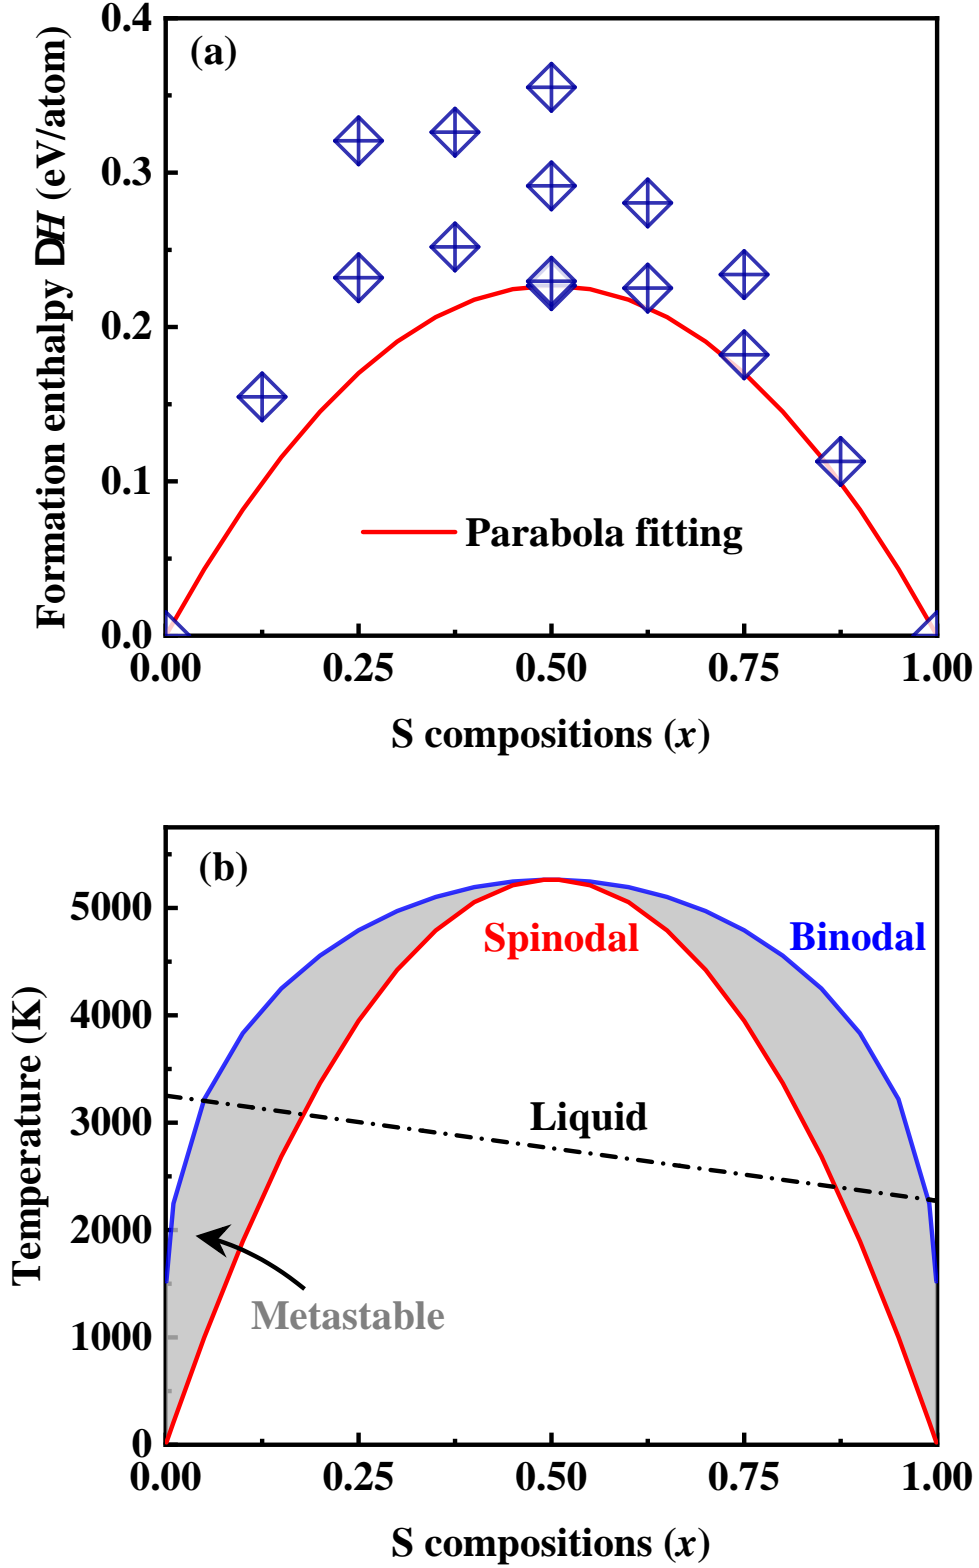 (a)
Formation enthalpy DH (eV/atom)
0.4
0.3
0.2
0.1
0.0
Parabola fitting
0.00 0.25 0.50 0.75 1.00
S compositions (x)
(b)
Temperature (K)
5000
4000
3000
2000
1000
0
Spinodal
Binodal
Liquid
Metastable
0.00 0.25 0.50 0.75 1.00
S compositions (x)